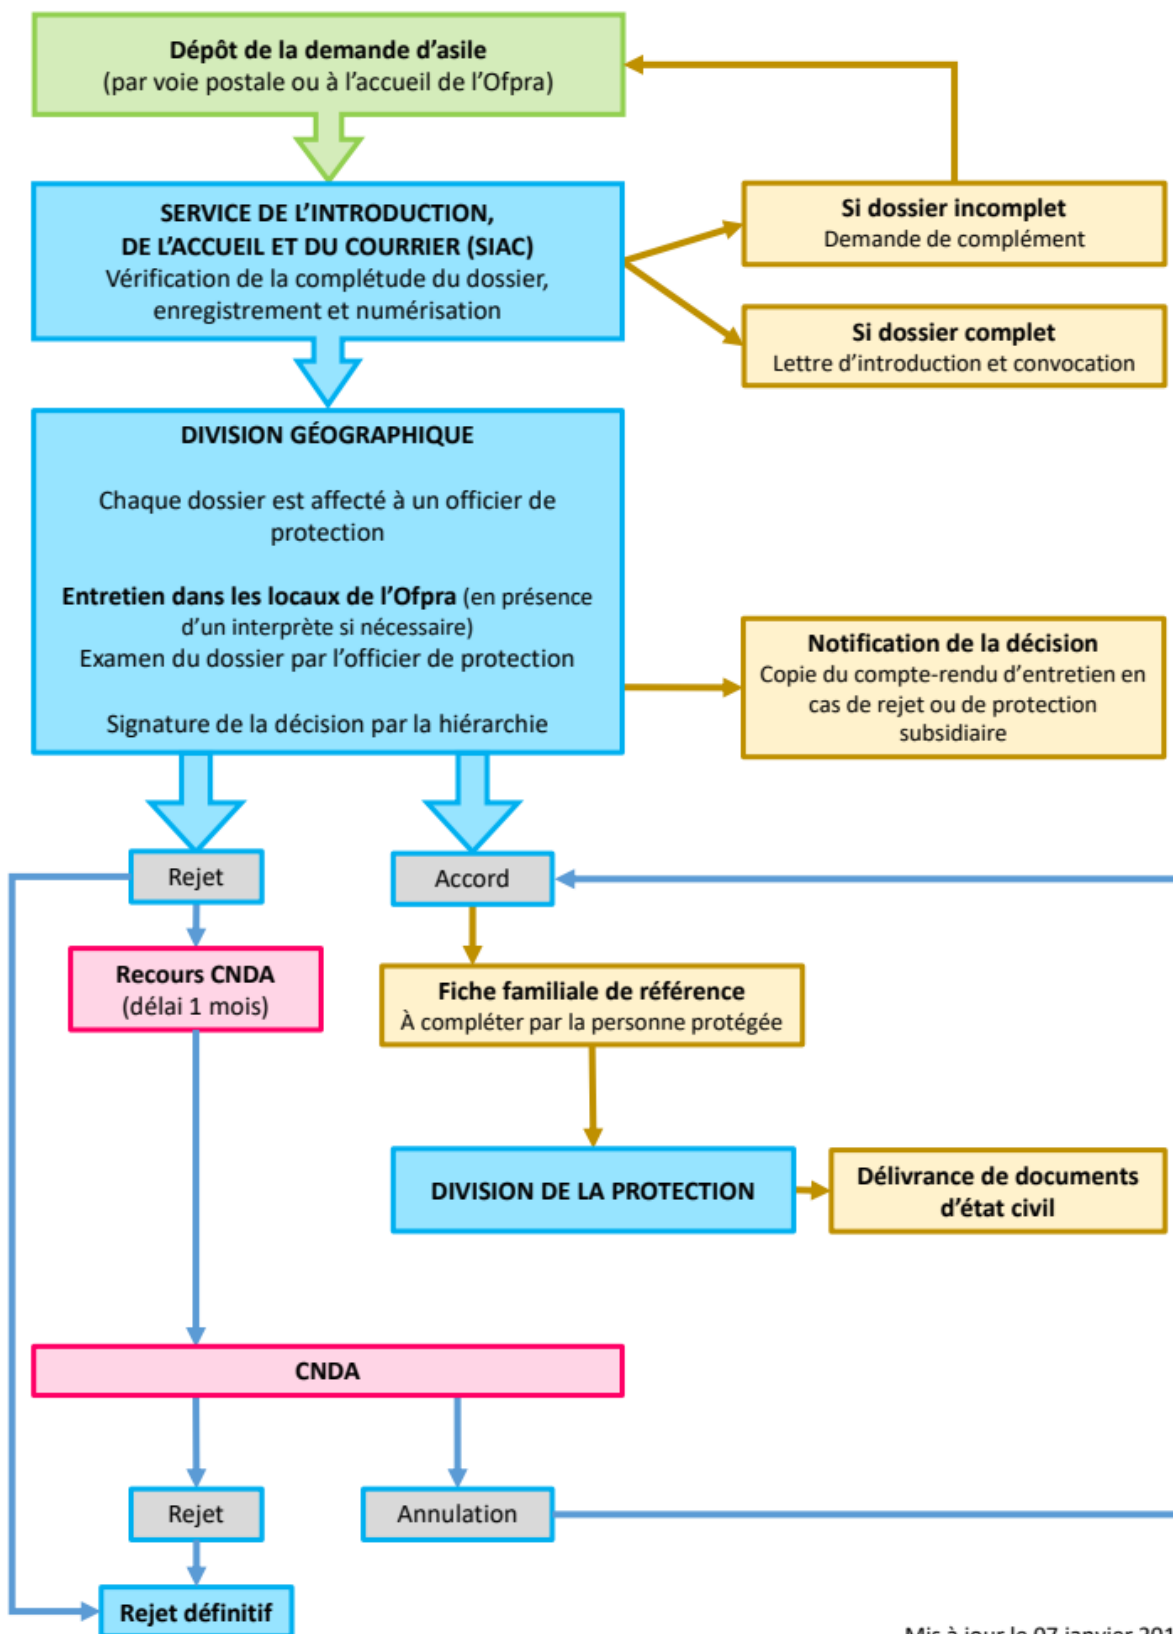 Dépôt de la demande d'asile
(par voie postale ou à l'accueil de l'Ofpra)
SERVICE DE L'INTRODUCTION,
DE L'ACCUEIL ET DU COURRIER (SIAC)
Vérification de la complétude du dossier,
enregistrement et numérisation
Si dossier incomplet
Demande de complément
Si dossier complet
Lettre d'introduction et convocation
DIVISION GÉOGRAPHIQUE
Chaque dossier est affecté à un officier de
protection
Entretien dans les locaux de l'Ofpra (en présence
d'un interprète si nécessaire)
Examen du dossier par l'officier de protection
Signature de la décision par la hiérarchie
Notification de la décision
Copie du compte-rendu d'entretien en
cas de rejet ou de protection
subsidiaire
Rejet
Accord
Recours CNDA
(délai 1 mois)
Fiche familiale de référence
À compléter par la personne protégée
DIVISION DE LA PROTECTION
Délivrance de documents
d'état civil
CNDA
Rejet
Annulation
Rejet définitif
Mis à jour le 07 janvier